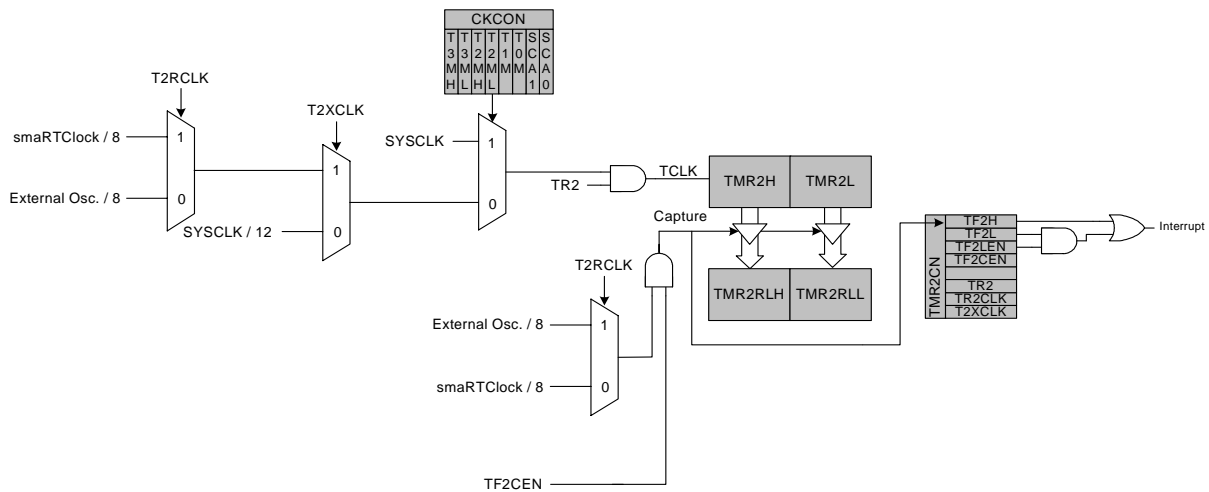 CKCON
T3MH T3ML T2MH T2ML T1M T0M SCA1 SCA0
T2RCLK
T2XCLK
smaRTClock / 8
1
External Osc. / 8
0
1
SYSCLK / 12
0
SYSCLK
1
0
TR2
TCLK
TMR2H
TMR2L
Capture
TMR2RLH
TMR2RLL
T2RCLK
External Osc. / 8
1
smaRTClock / 8
0
TF2CEN
TMR2CN
TF2H
TF2L
TF2LEN
TF2CEN
TR2
TR2CLK
T2XCLK
Interrupt